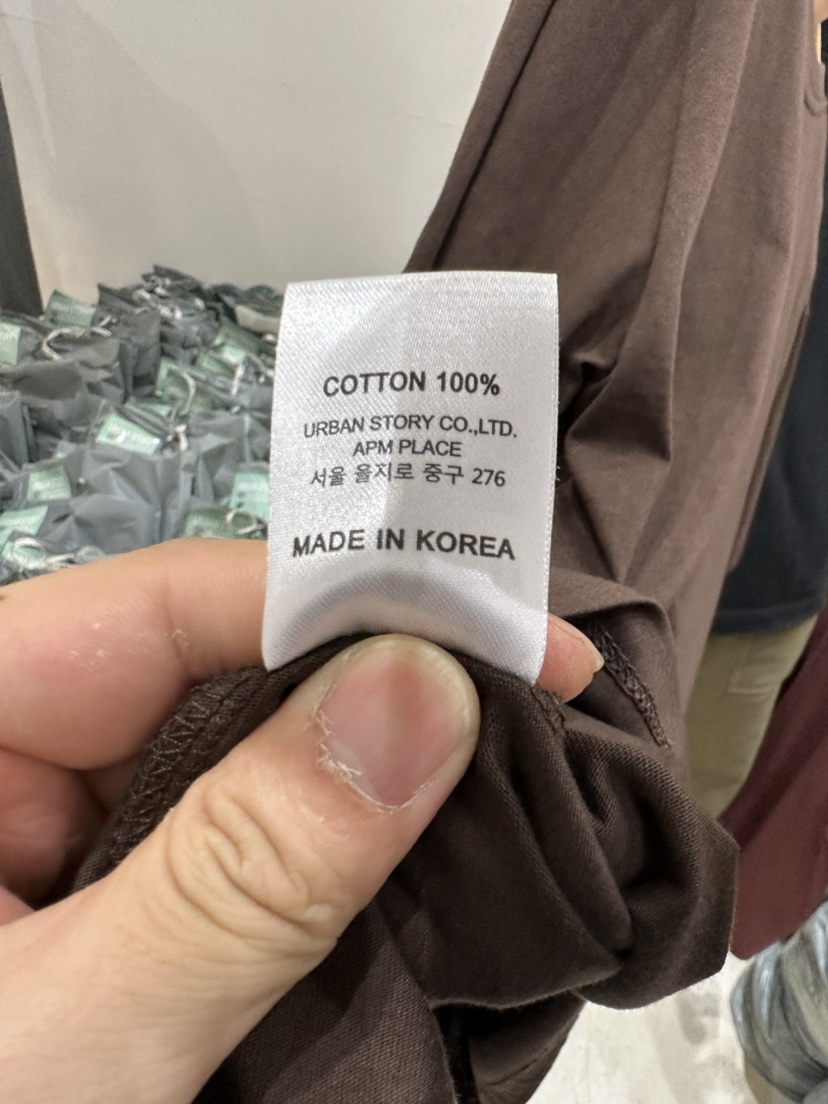 COTTON 100%
URBAN STORY CO.,LTD.
APM PLACE
서울 을지로 중구 276
MADE IN KOREA